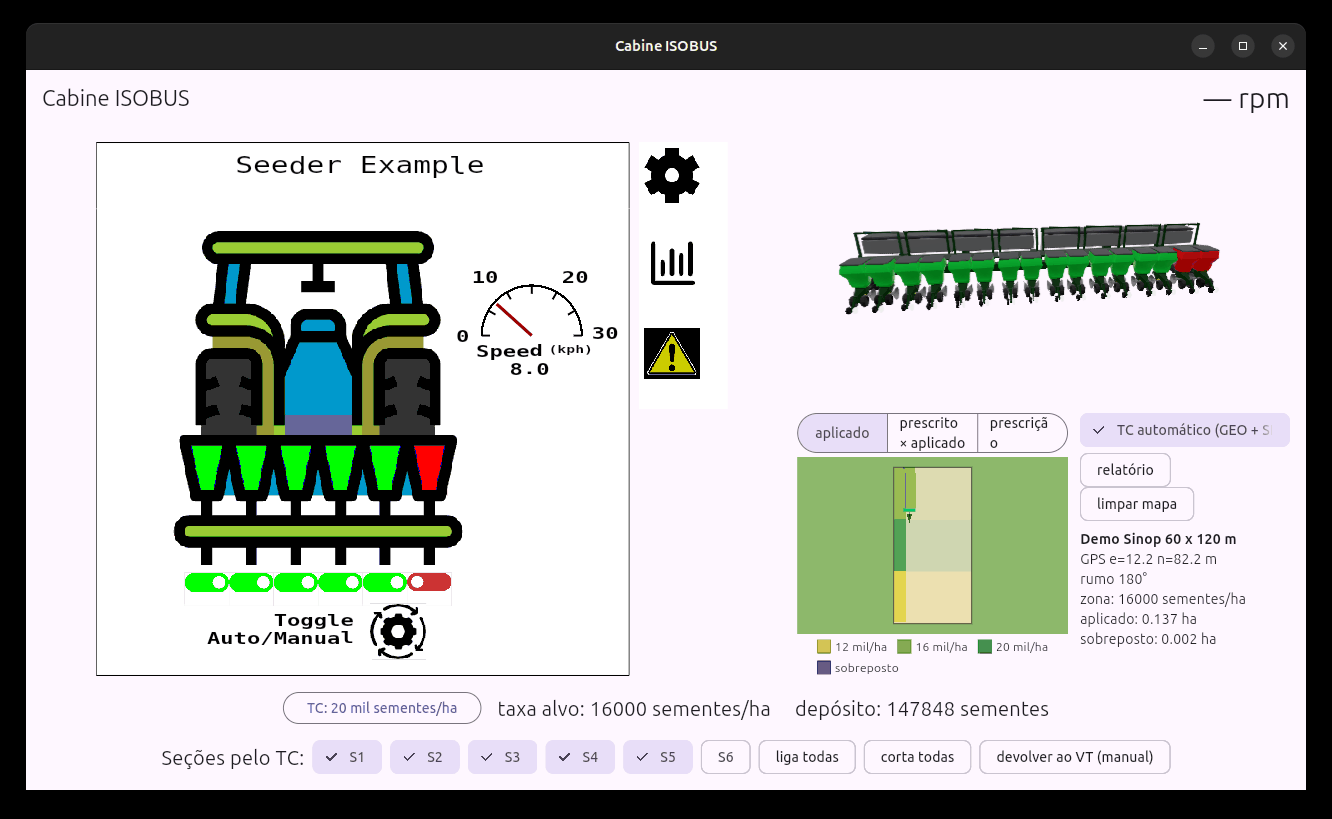 Cabine ISOBUS
Cabine ISOBUS
— rpm
Seeder Example
10
20
0
30
Speed (kph)
8.0
Toggle
Auto/Manual
aplicado
prescrito
× aplicado
prescriçã
o
TC automático (GEO + S
relatório
limpar mapa
Demo Sinop 60 x 120 m
GPS e=12.2 n=82.2 m
rumo 180°
zona: 16000 sementes/ha
aplicado: 0.137 ha
sobreposto: 0.002 ha
12 mil/ha
16 mil/ha
20 mil/ha
sobreposto
TC: 20 mil sementes/ha
taxa alvo: 16000 sementes/ha
depósito: 147848 sementes
Seções pelo TC:
S1
S2
S3
S4
S5
S6
liga todas
corta todas
devolver ao VT (manual)